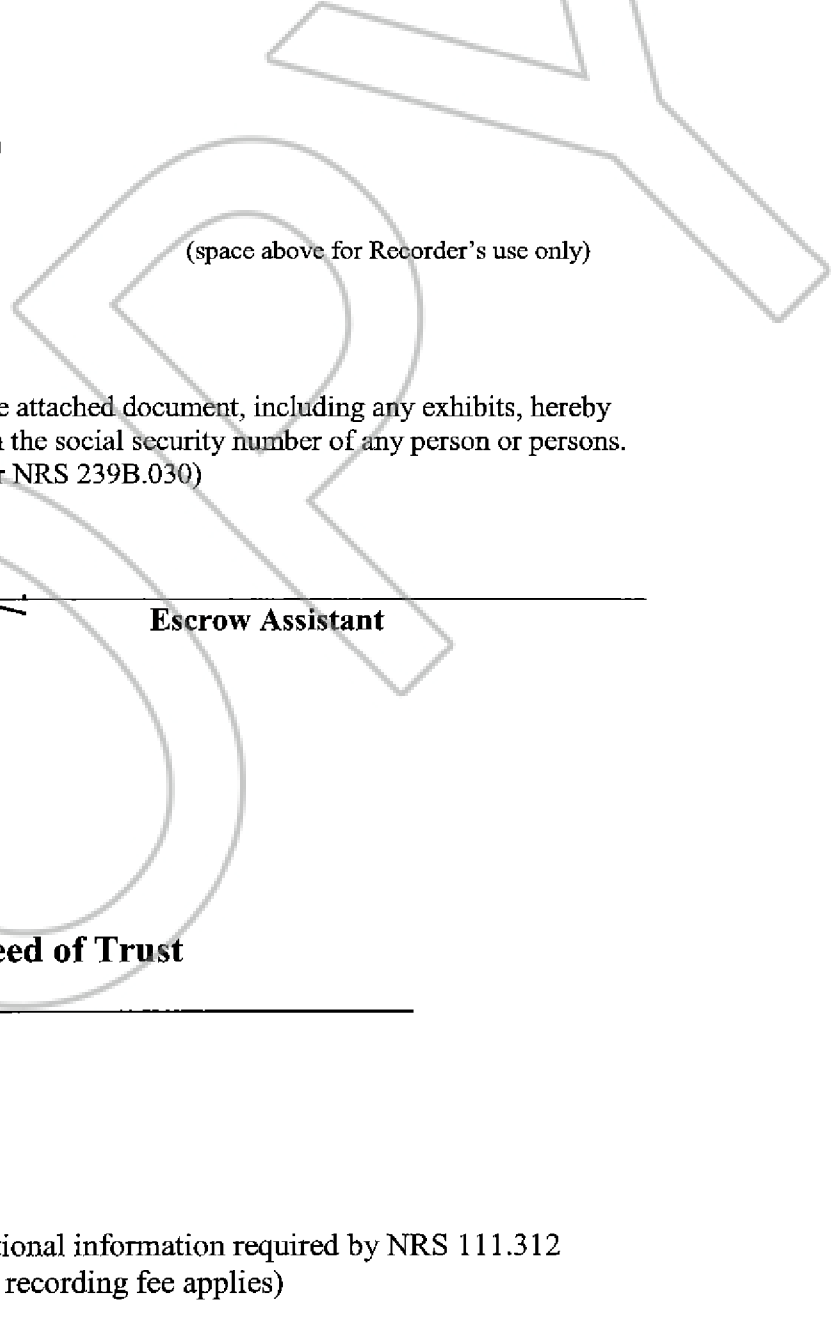 (space above for Recorder's use only)
e attached document, including any exhibits, hereby
the social security number of any person or persons.
r NRS 239B.030)
Escrow Assistant
eed of Trust
tional information required by NRS 111.312
recording fee applies)
OPY